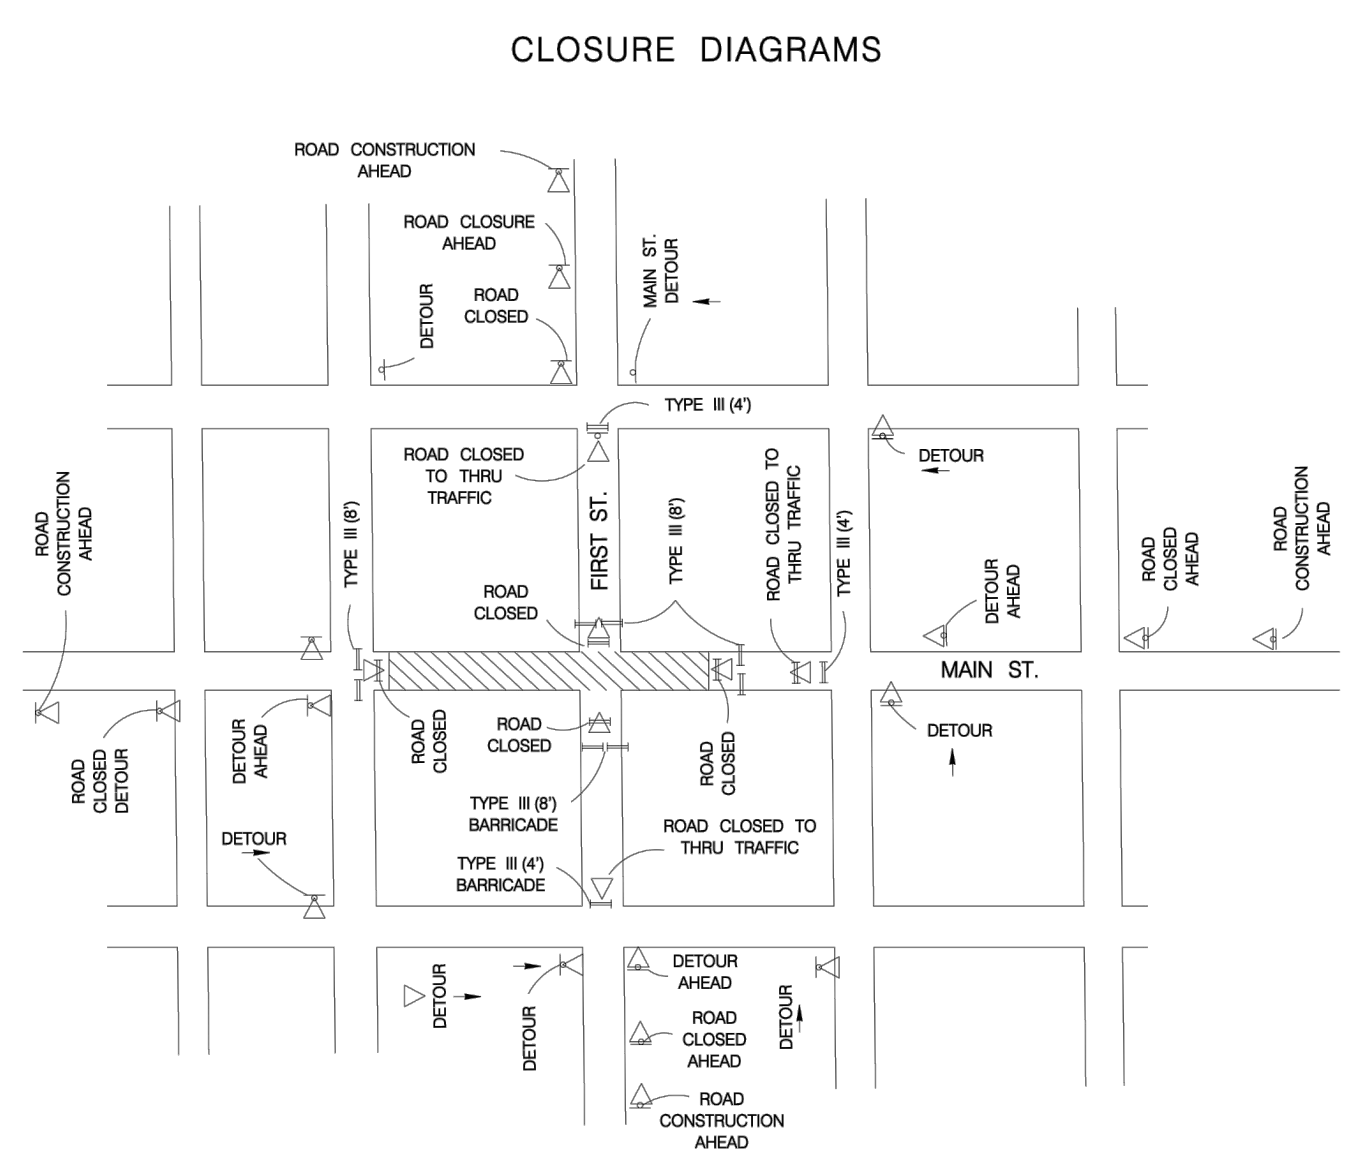 CLOSURE DIAGRAMS
ROAD CONSTRUCTION
AHEAD
ROAD CLOSURE
AHEAD
ROAD
CLOSED
DETOUR
MAIN ST.
DETOUR
TYPE III (4')
ROAD CLOSED
TO THRU
TRAFFIC
DETOUR
ROAD
CONSTRUCTION
AHEAD
TYPE III (8')
FIRST ST.
TYPE III (8')
ROAD CLOSED TO
THRU TRAFFIC
TYPE III (4')
ROAD
CLOSED
AHEAD
ROAD
CONSTRUCTION
AHEAD
ROAD
CLOSED
DETOUR
AHEAD
MAIN ST.
ROAD
CLOSED
DETOUR
DETOUR
AHEAD
ROAD
CLOSED
ROAD
CLOSED
ROAD
CLOSED
DETOUR
TYPE III (8')
BARRICADE
DETOUR
ROAD CLOSED TO
THRU TRAFFIC
TYPE III (4')
BARRICADE
DETOUR
DETOUR
DETOUR
AHEAD
DETOUR
ROAD
CLOSED
AHEAD
ROAD
CONSTRUCTION
AHEAD